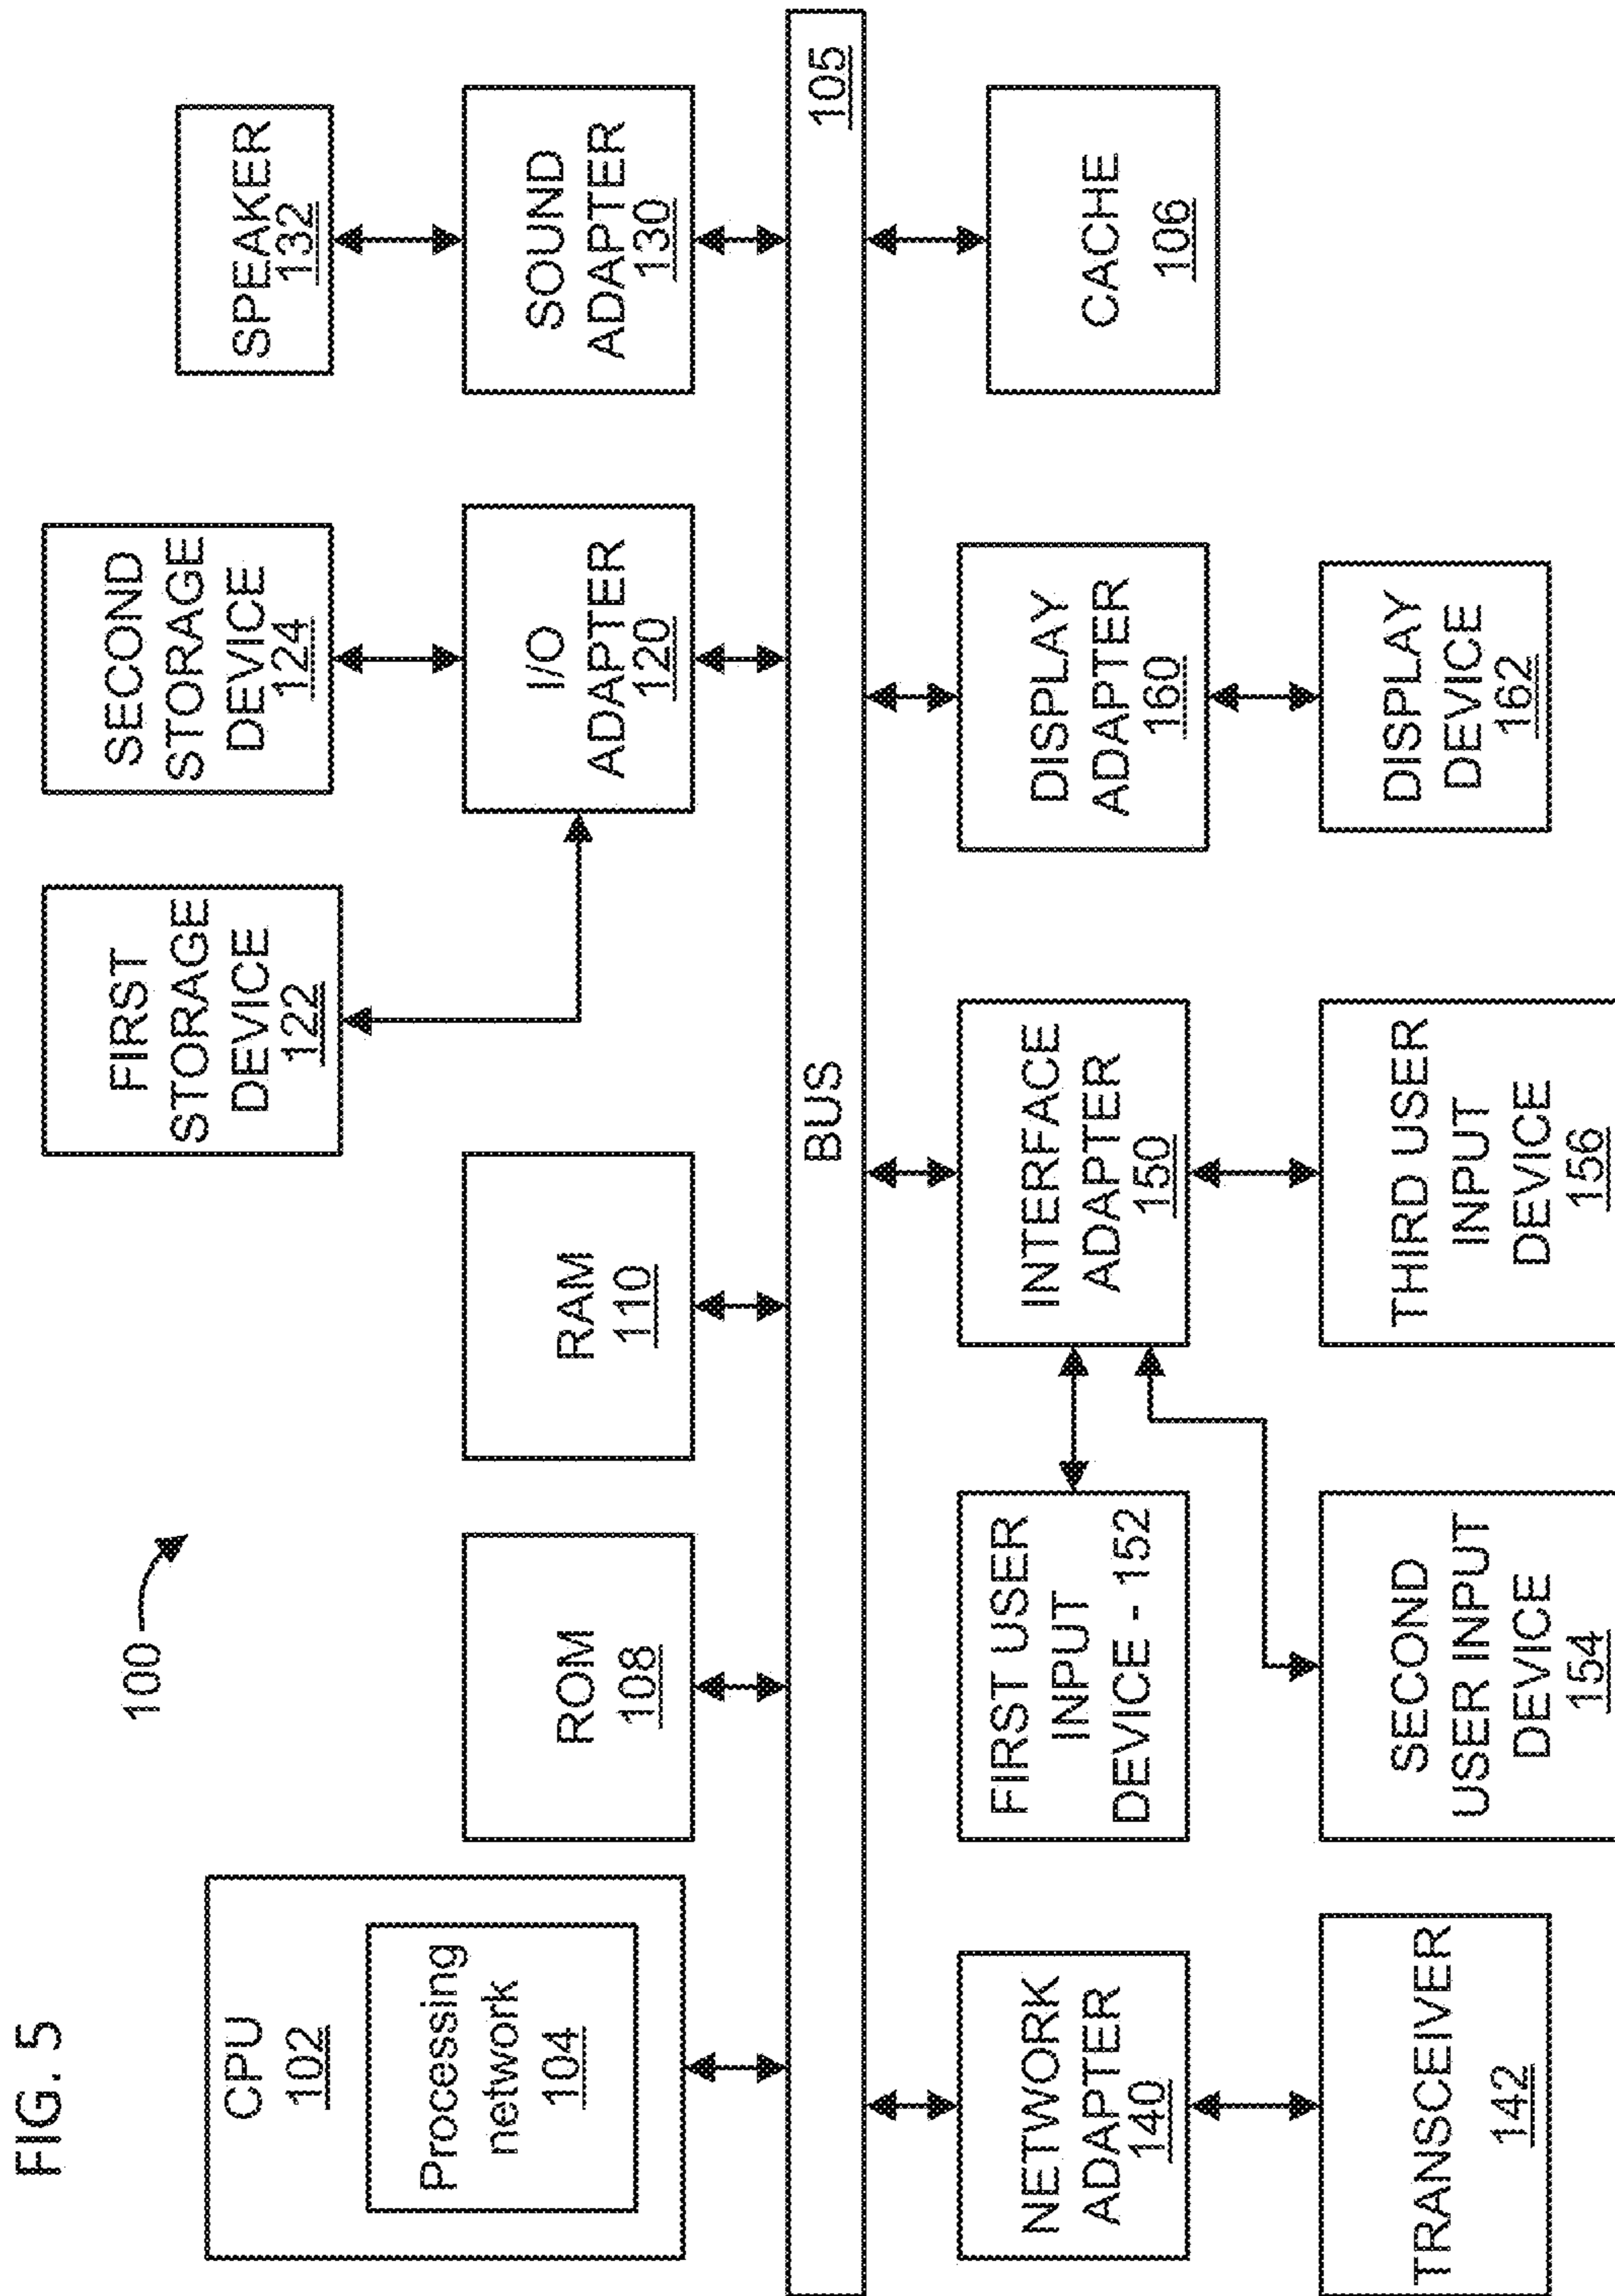 FIG. 5
100
CPU
102
Processing
network
104
ROM
108
RAM
110
FIRST
STORAGE
DEVICE
122
SECOND
STORAGE
DEVICE
124
I/O
ADAPTER
120
SPEAKER
132
SOUND
ADAPTER
130
BUS
105
NETWORK
ADAPTER
140
TRANSCEIVER
142
FIRST USER
INPUT
DEVICE - 152
SECOND
USER INPUT
DEVICE
154
INTERFACE
ADAPTER
150
THIRD USER
INPUT
DEVICE
156
DISPLAY
ADAPTER
160
DISPLAY
DEVICE
162
CACHE
106